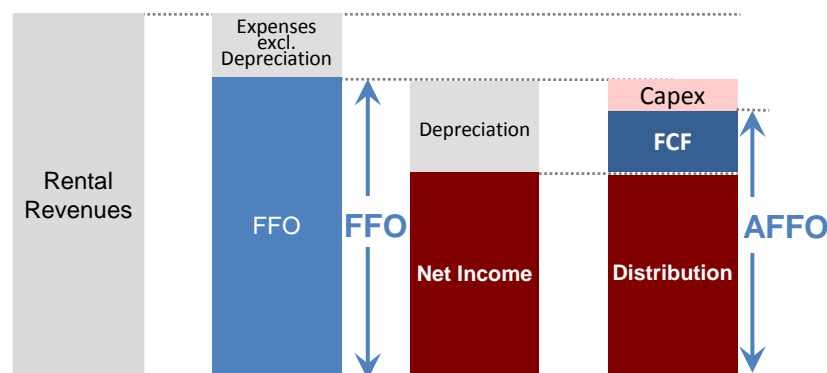 Rental
Revenues
Expenses
excl.
Depreciation
FFO
FFO
Depreciation
Net Income
Capex
FCF
Distribution
AFFO